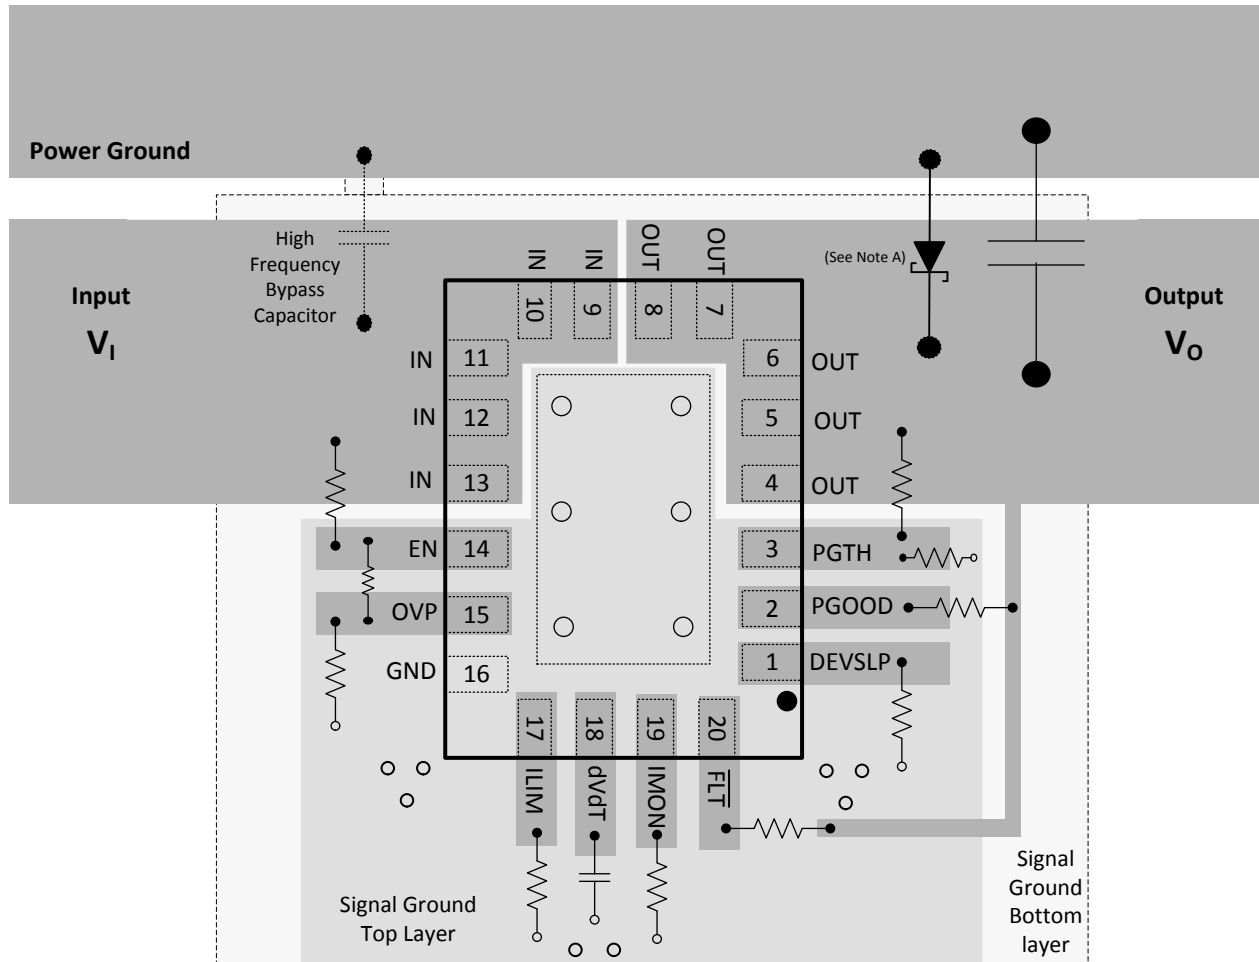 Power Ground
High
Frequency
Bypass
Capacitor
IN
IN
OUT
OUT
(See Note A)
Input
V_I
Output
V_O
10
9
8
7
IN
11
6
OUT
IN
12
5
OUT
IN
13
4
OUT
EN
14
3
PGTH
OVP
15
2
PGOOD
GND
16
1
DEVSLP
17
18
19
20
ILIM
dVdT
IMON
FLT
Signal Ground
Top Layer
Signal
Ground
Bottom
layer